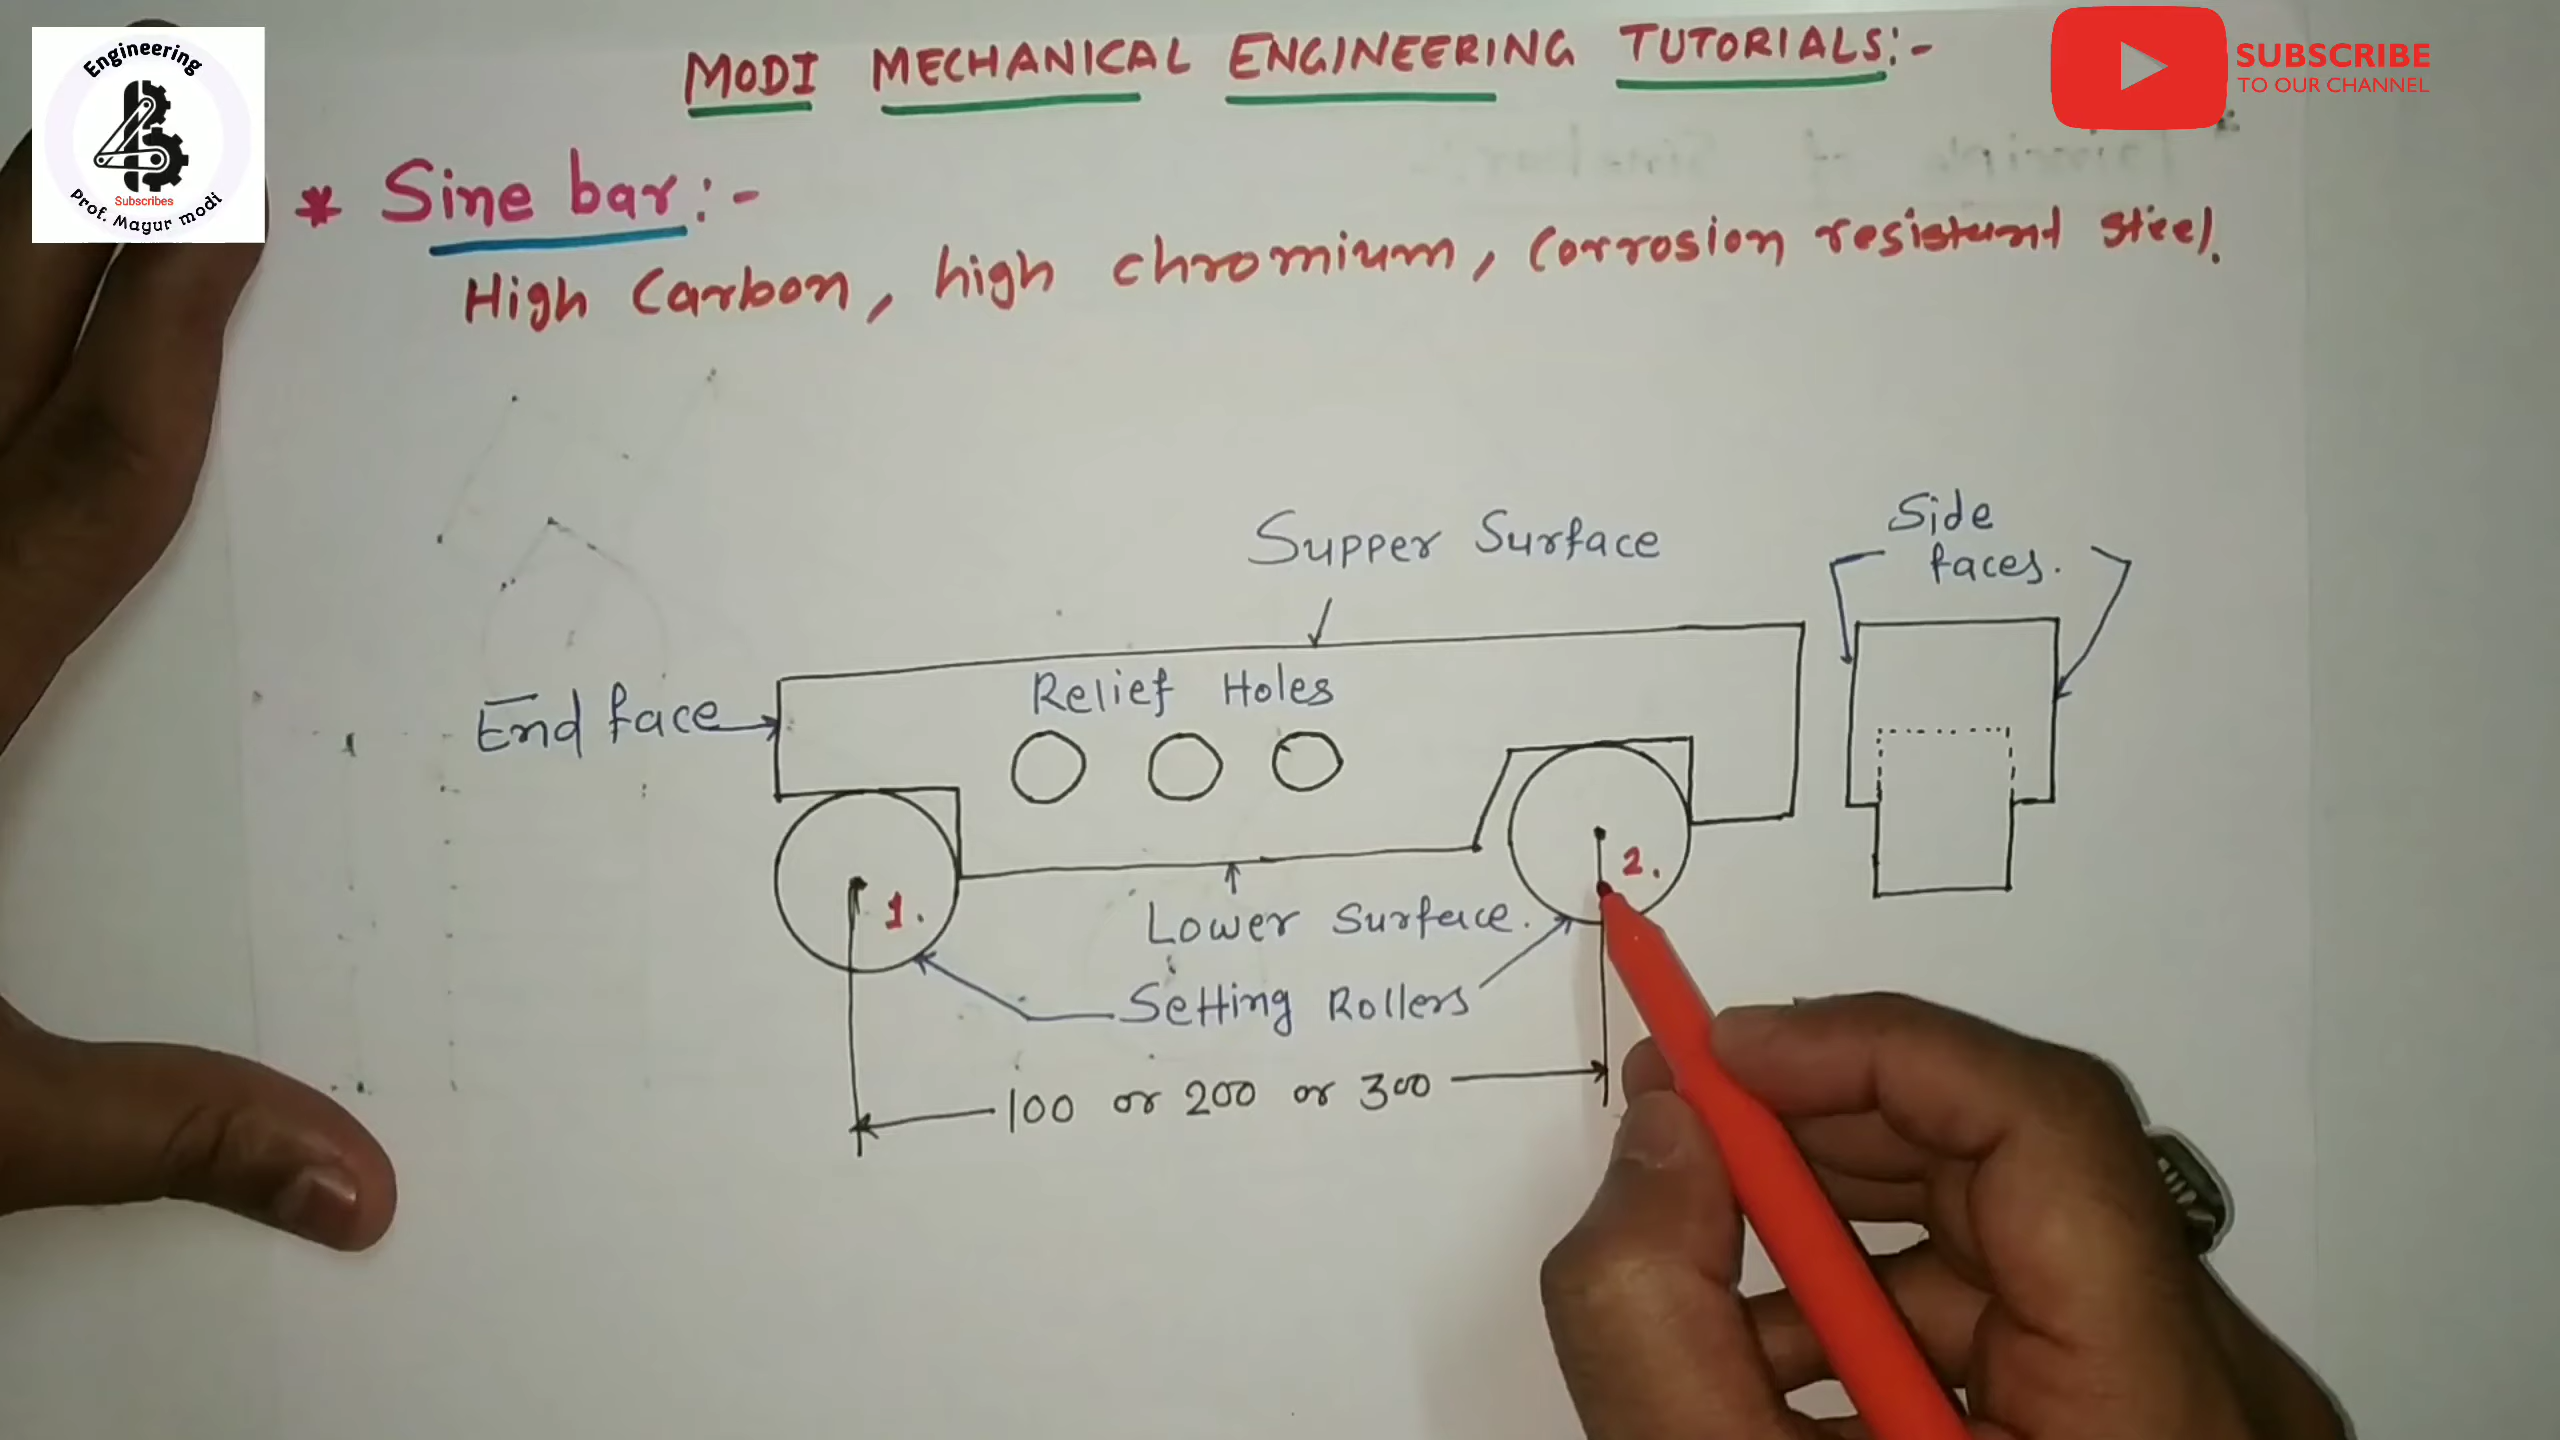 MODI MECHANICAL ENGINEERING TUTORIALS:-
SUBSCRIBE
TO OUR CHANNEL
Engineering
Subscribes
Prof. Mayur modi
* Sine bar:-
High Carbon, high chromium, Corrosion resistant steel.
Supper Surface
Side
faces.
End face
Relief Holes
1.
2.
Lower Surface.
Setting Rollers
100 or 200 or 300